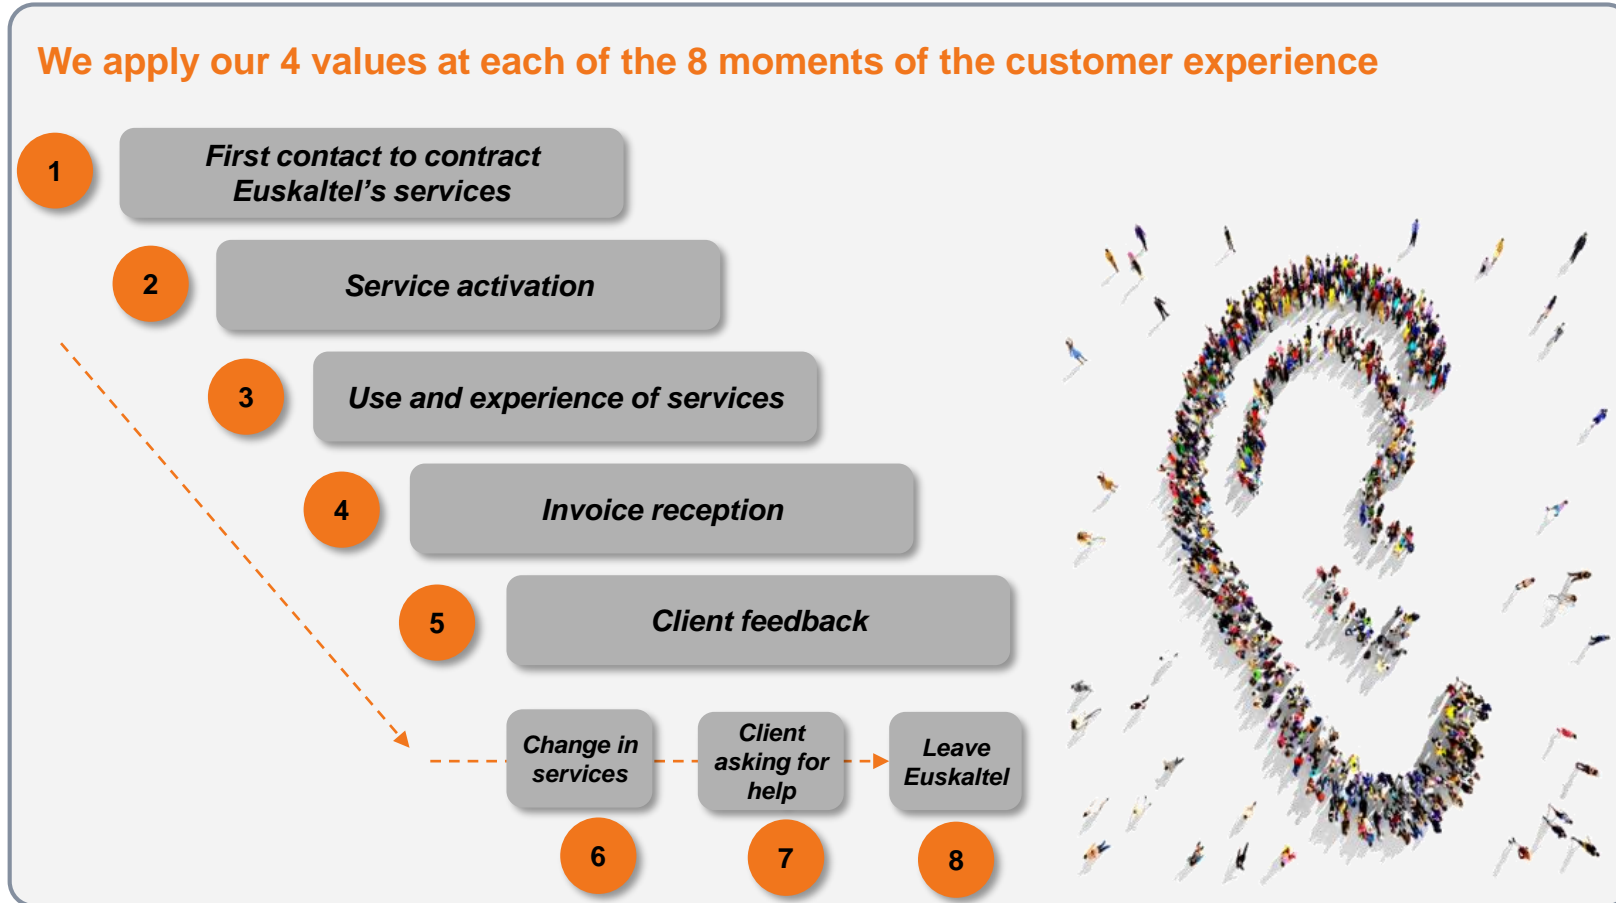 We apply our 4 values at each of the 8 moments of the customer experience
1
First contact to contract
Euskaltel’s services
2
Service activation
3
Use and experience of services
4
Invoice reception
5
Client feedback
Change in
services
Client
asking for
help
Leave
Euskaltel
6
7
8